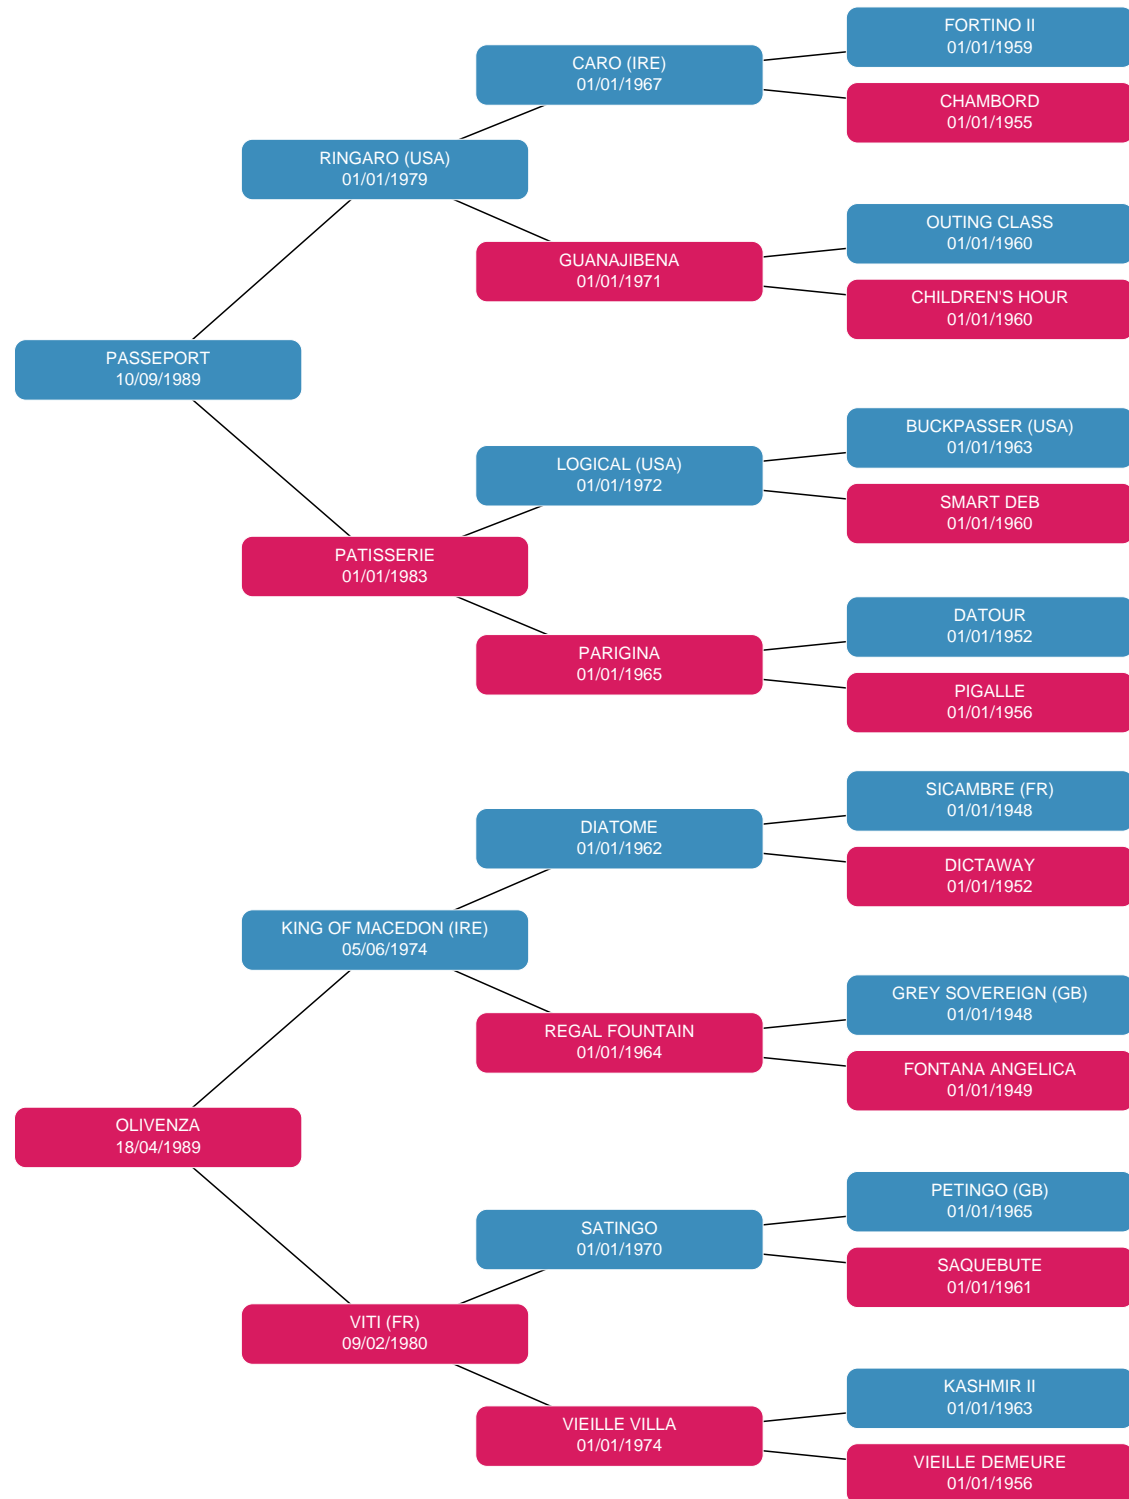 FORTINO II
01/01/1959
CARO (IRE)
01/01/1967
CHAMBORD
01/01/1955
RINGARO (USA)
01/01/1979
OUTING CLASS
01/01/1960
GUANAJIBENA
01/01/1971
CHILDREN'S HOUR
01/01/1960
PASSEPORT
10/09/1989
BUCKPASSER (USA)
01/01/1963
LOGICAL (USA)
01/01/1972
SMART DEB
01/01/1960
PATISSERIE
01/01/1983
DATOUR
01/01/1952
PARIGINA
01/01/1965
PIGALLE
01/01/1956
SICAMBRE (FR)
01/01/1948
DIATOME
01/01/1962
DICTAWAY
01/01/1952
KING OF MACEDON (IRE)
05/06/1974
GREY SOVEREIGN (GB)
01/01/1948
REGAL FOUNTAIN
01/01/1964
FONTANA ANGELICA
01/01/1949
OLIVENZA
18/04/1989
PETINGO (GB)
01/01/1965
SATINGO
01/01/1970
SAQUEBUTE
01/01/1961
VITI (FR)
09/02/1980
KASHMIR II
01/01/1963
VIEILLE VILLA
01/01/1974
VIEILLE DEMEURE
01/01/1956